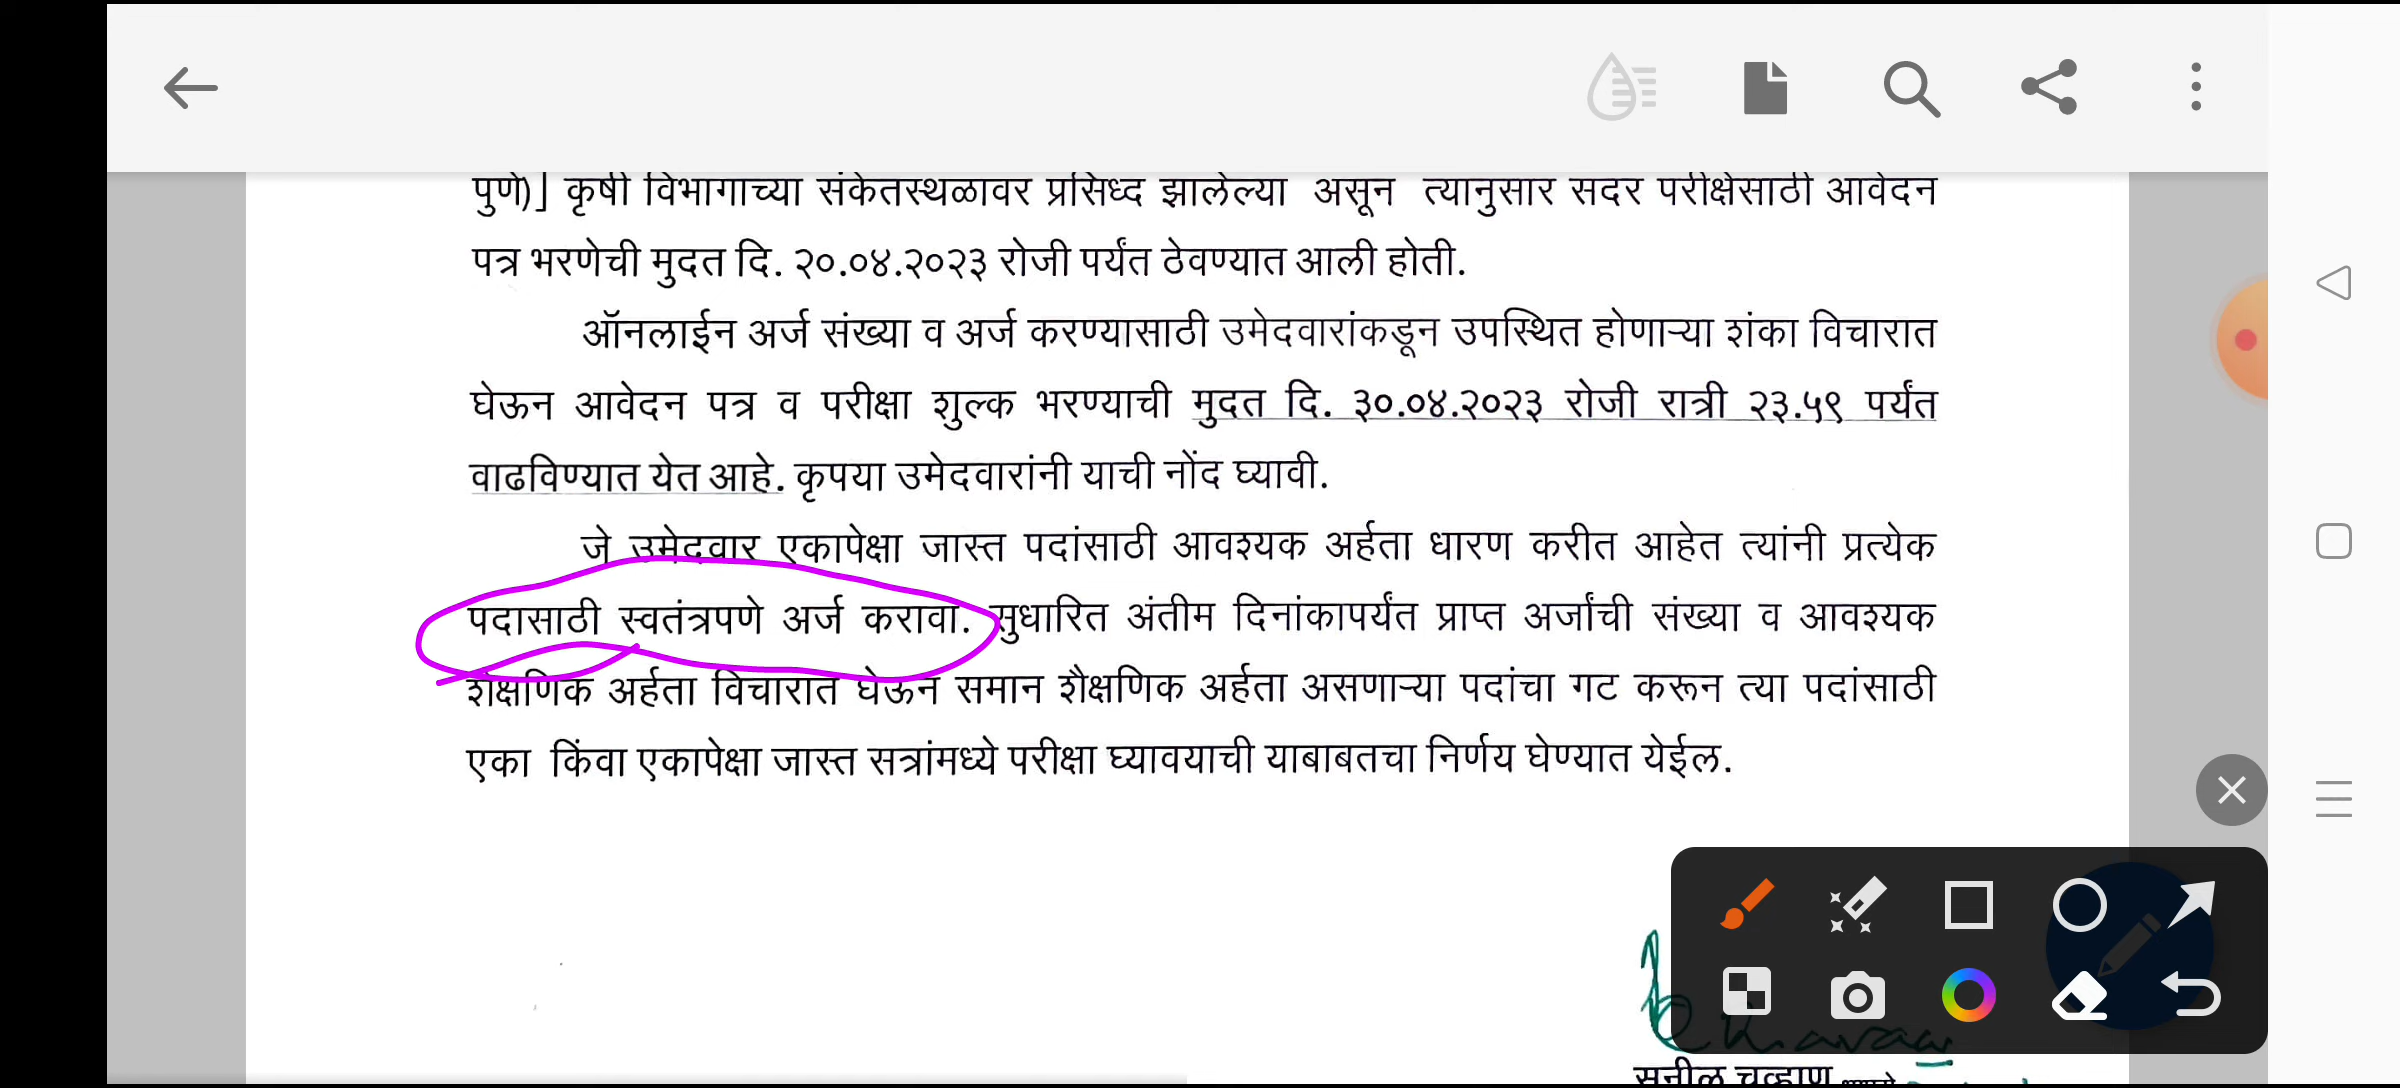 पुणे)] कृषी विभागाच्या संकेतस्थळावर प्रसिध्द झालेल्या असून त्यानुसार सदर परीक्षेसाठी आवेदन
पत्र भरणेची मुदत दि. २०.०४.२०२३ रोजी पर्यंत ठेवण्यात आली होती.
ऑनलाईन अर्ज संख्या व अर्ज करण्यासाठी उमेदवारांकडून उपस्थित होणाऱ्या शंका विचारात
घेऊन आवेदन पत्र व परीक्षा शुल्क भरण्याची मुदत दि. ३०.०४.२०२३ रोजी रात्री २३.५९ पर्यंत
वाढविण्यात येत आहे. कृपया उमेदवारांनी याची नोंद घ्यावी.
जे उमेदवार एकापेक्षा जास्त पदांसाठी आवश्यक अर्हता धारण करीत आहेत त्यांनी प्रत्येक
पदासाठी स्वतंत्रपणे अर्ज करावा. सुधारित अंतीम दिनांकापर्यंत प्राप्त अर्जांची संख्या व आवश्यक
शैक्षणिक अर्हता विचारात घेऊन समान शैक्षणिक अर्हता असणाऱ्या पदांचा गट करून त्या पदांसाठी
एका किंवा एकापेक्षा जास्त सत्रांमध्ये परीक्षा घ्यावयाची याबाबतचा निर्णय घेण्यात येईल.
सुनील चव्हाण